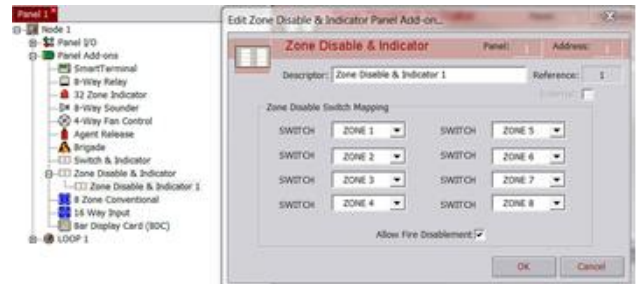 Panel 1
Node 1
Panel I/O
Panel Add-ons
SmartTerminal
8-Way Relay
32 Zone Indicator
8-Way Sounder
4-Way Fan Control
Agent Release
Brigade
Switch & Indicator
Zone Disable & Indicator
Zone Disable & Indicator 1
8 Zone Conventional
16 Way Input
Bar Display Card (BDC)
LOOP 1
Edit Zone Disable & Indicator Panel Add-on...
Zone Disable & Indicator Panel: 1 Address: 1
Descriptor: Zone Disable & Indicator 1 Reference: 1
Zone Disable Switch Mapping
SWITCH ZONE 1 SWITCH ZONE 5
SWITCH ZONE 2 SWITCH ZONE 6
SWITCH ZONE 3 SWITCH ZONE 7
SWITCH ZONE 4 SWITCH ZONE 8
Allow Fire Disablement:
OK Cancel